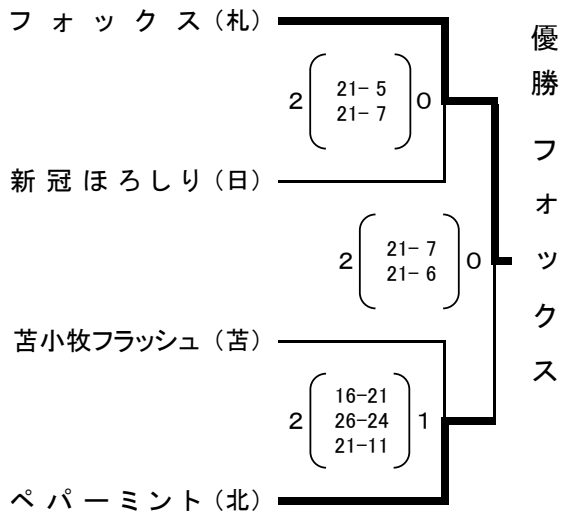 フォックス（札）
2 21- 5 0
21- 7
新冠ほろしり（日）
2 21- 7 0
21- 6
苫小牧フラッシュ（苫）
16-21
2 26-24 1
21-11
ペパーミント（北）
優勝 フォックス